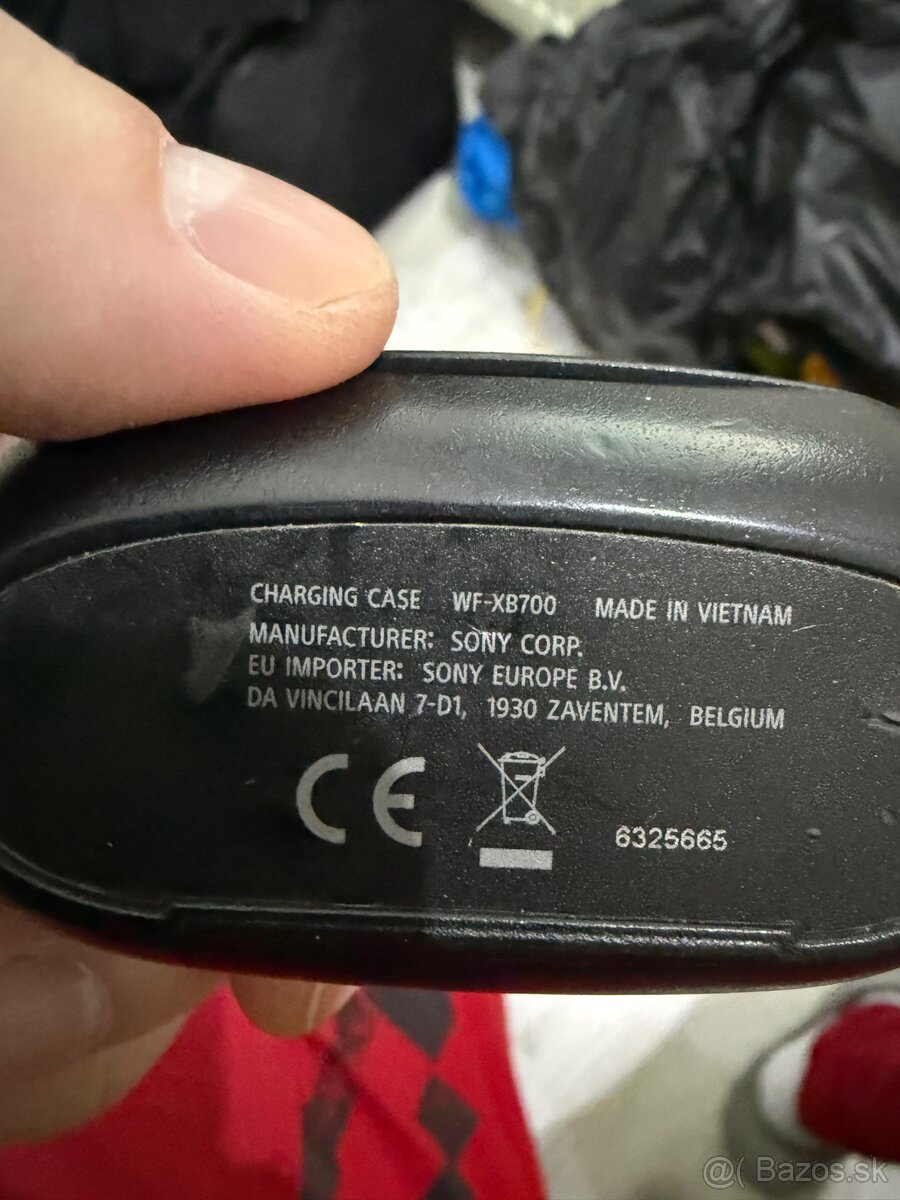 CHARGING CASE WF-XB700 MADE IN VIETNAM
MANUFACTURER: SONY CORP.
EU IMPORTER: SONY EUROPE B.V.
DA VINCILAAN 7-D1, 1930 ZAVENTEM, BELGIUM
CE
6325665
@( Bazos.sk